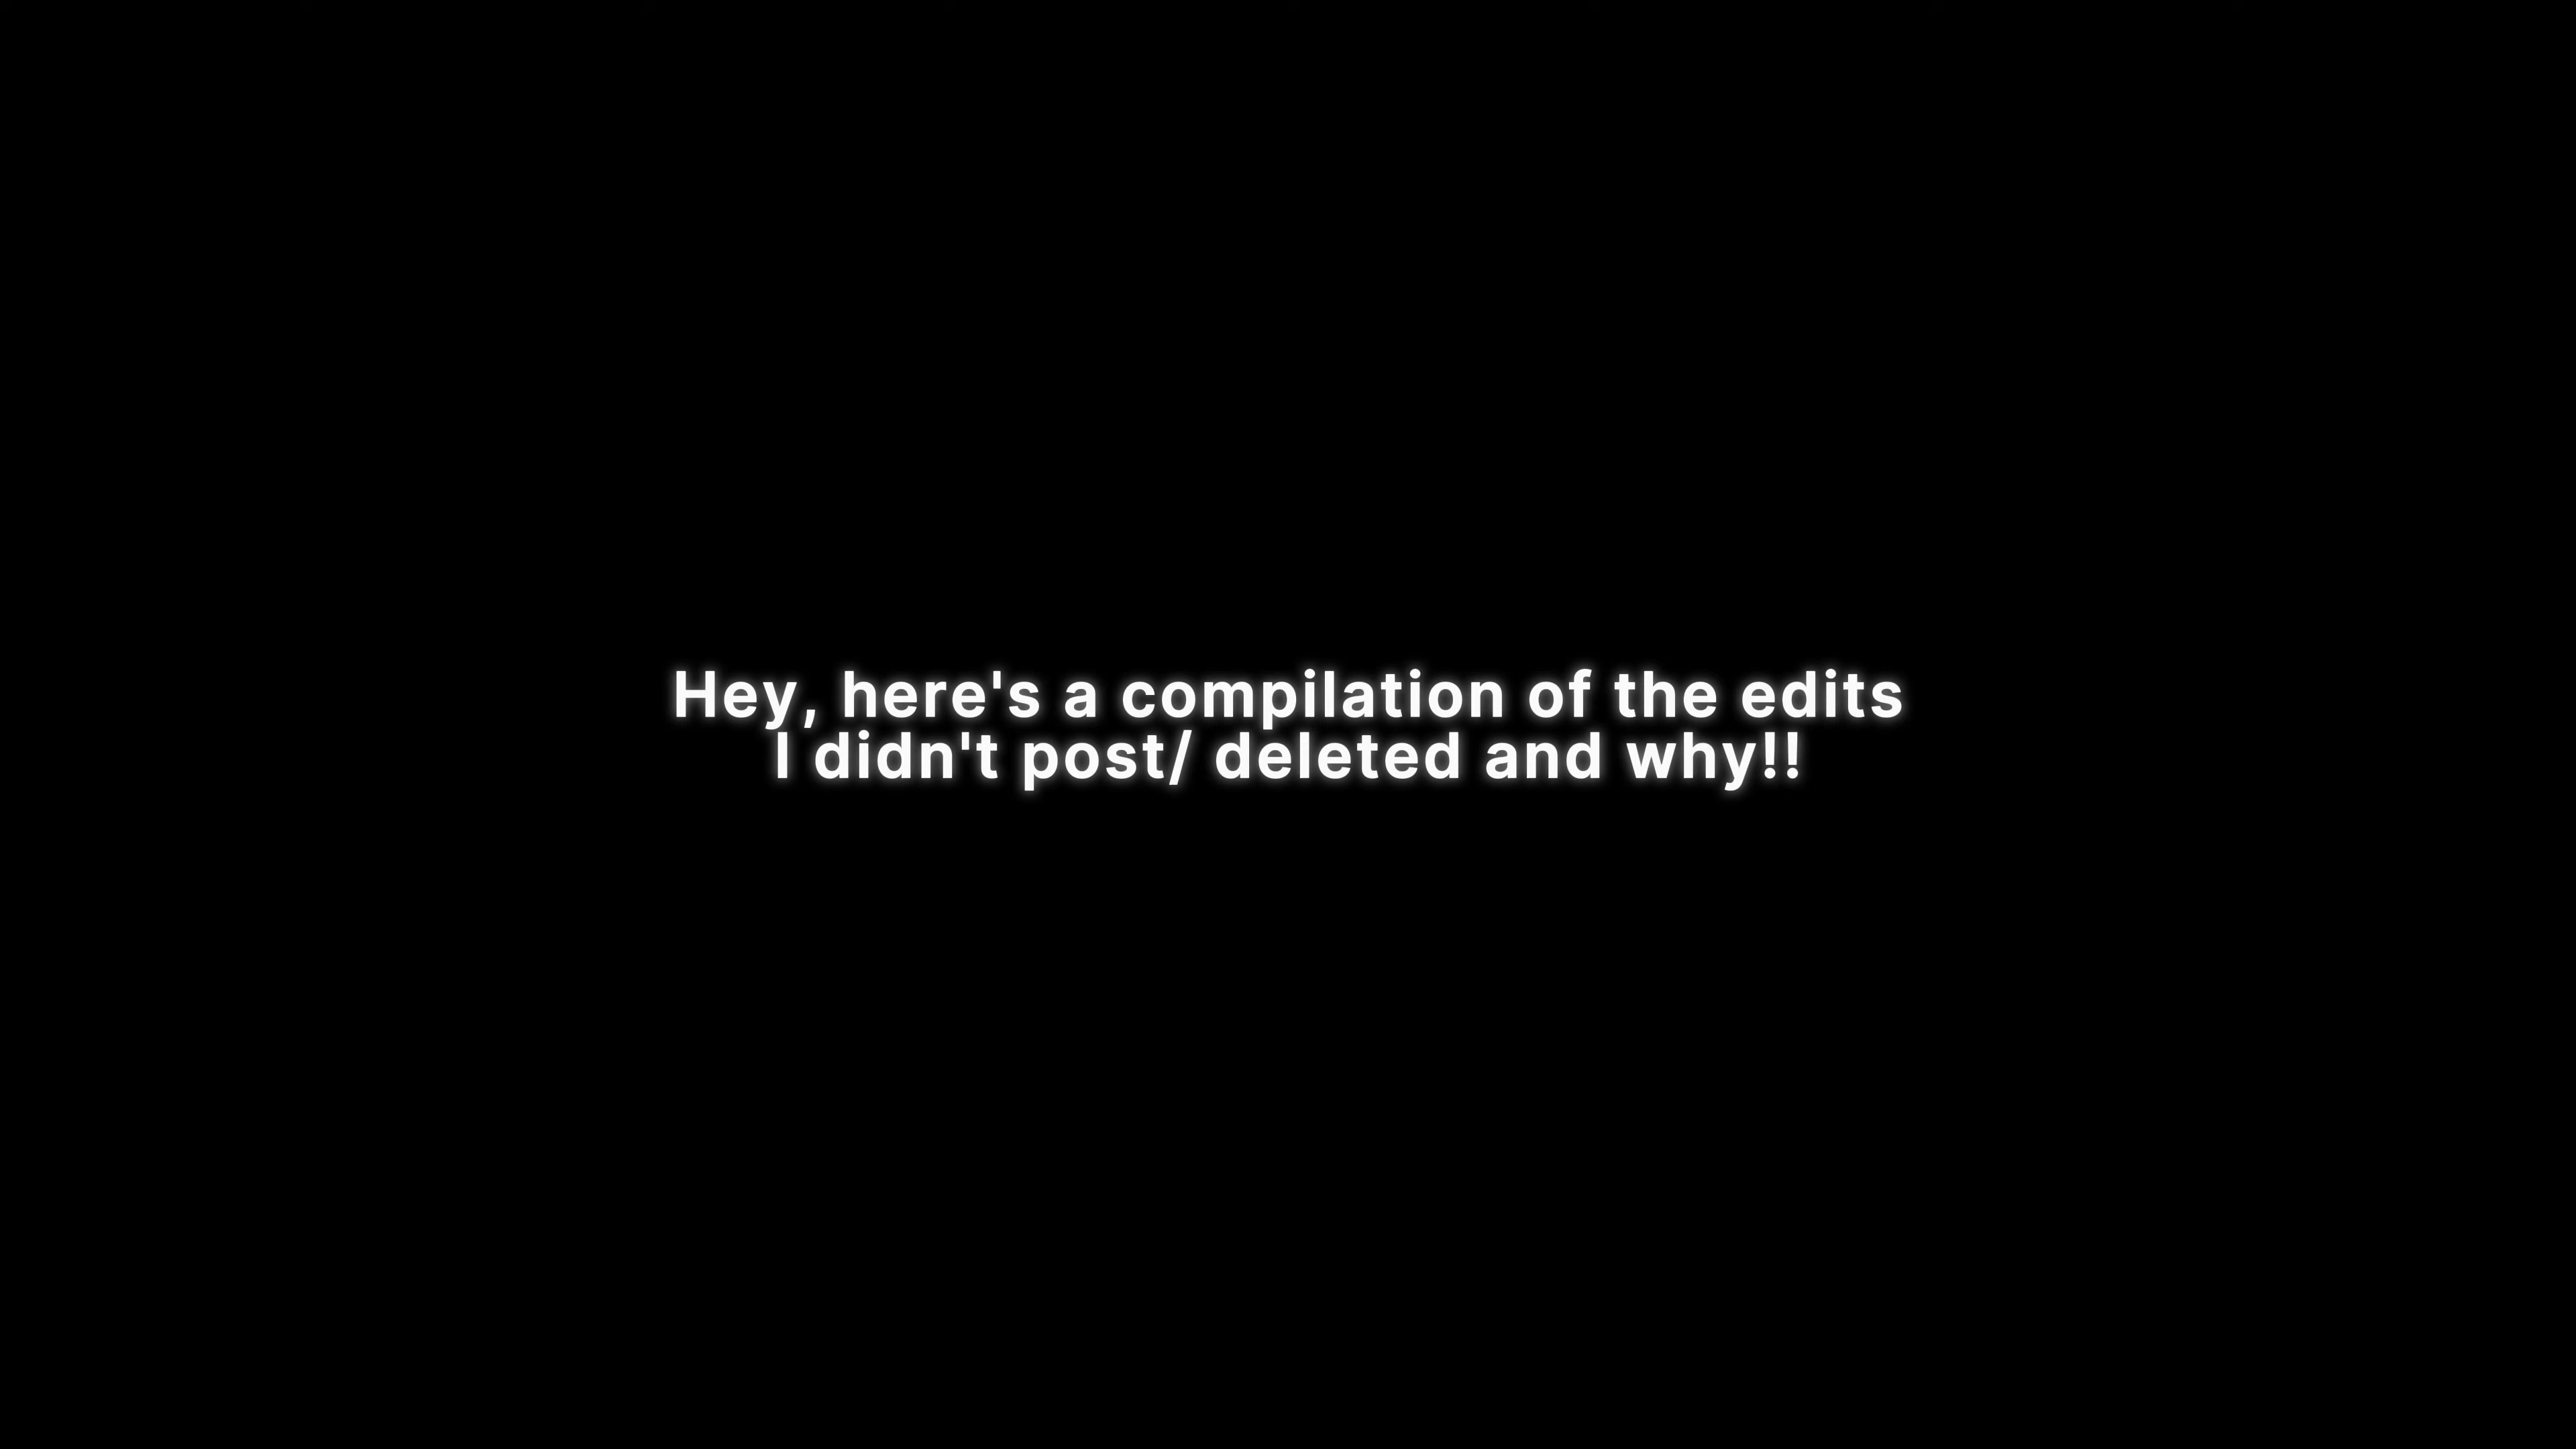 Hey, here's a compilation of the edits
I didn't post/ deleted and why!!